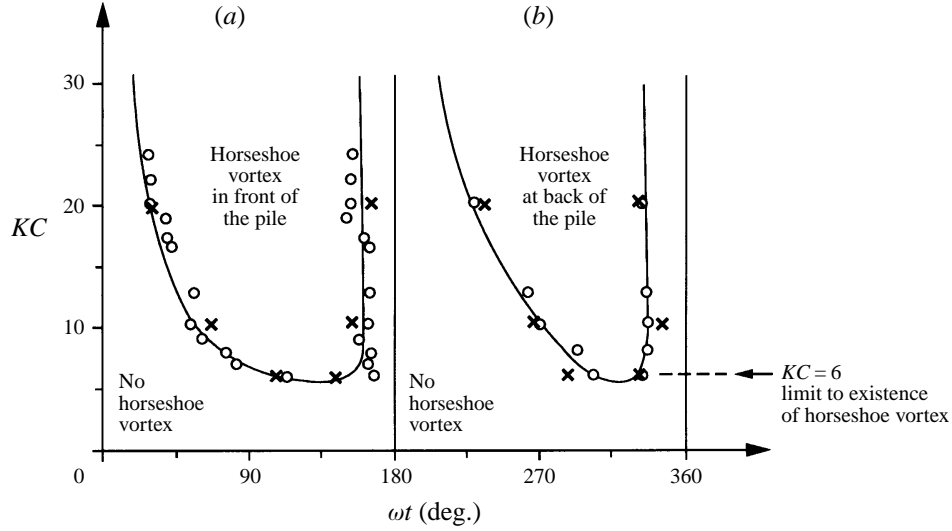 (a)
(b)
30
20
10
0
KC
Horseshoe
vortex
in front of
the pile
Horseshoe
vortex
at back of
the pile
No
horseshoe
vortex
No
horseshoe
vortex
KC = 6
limit to existence
of horseshoe vortex
90
180
270
360
ωt (deg.)